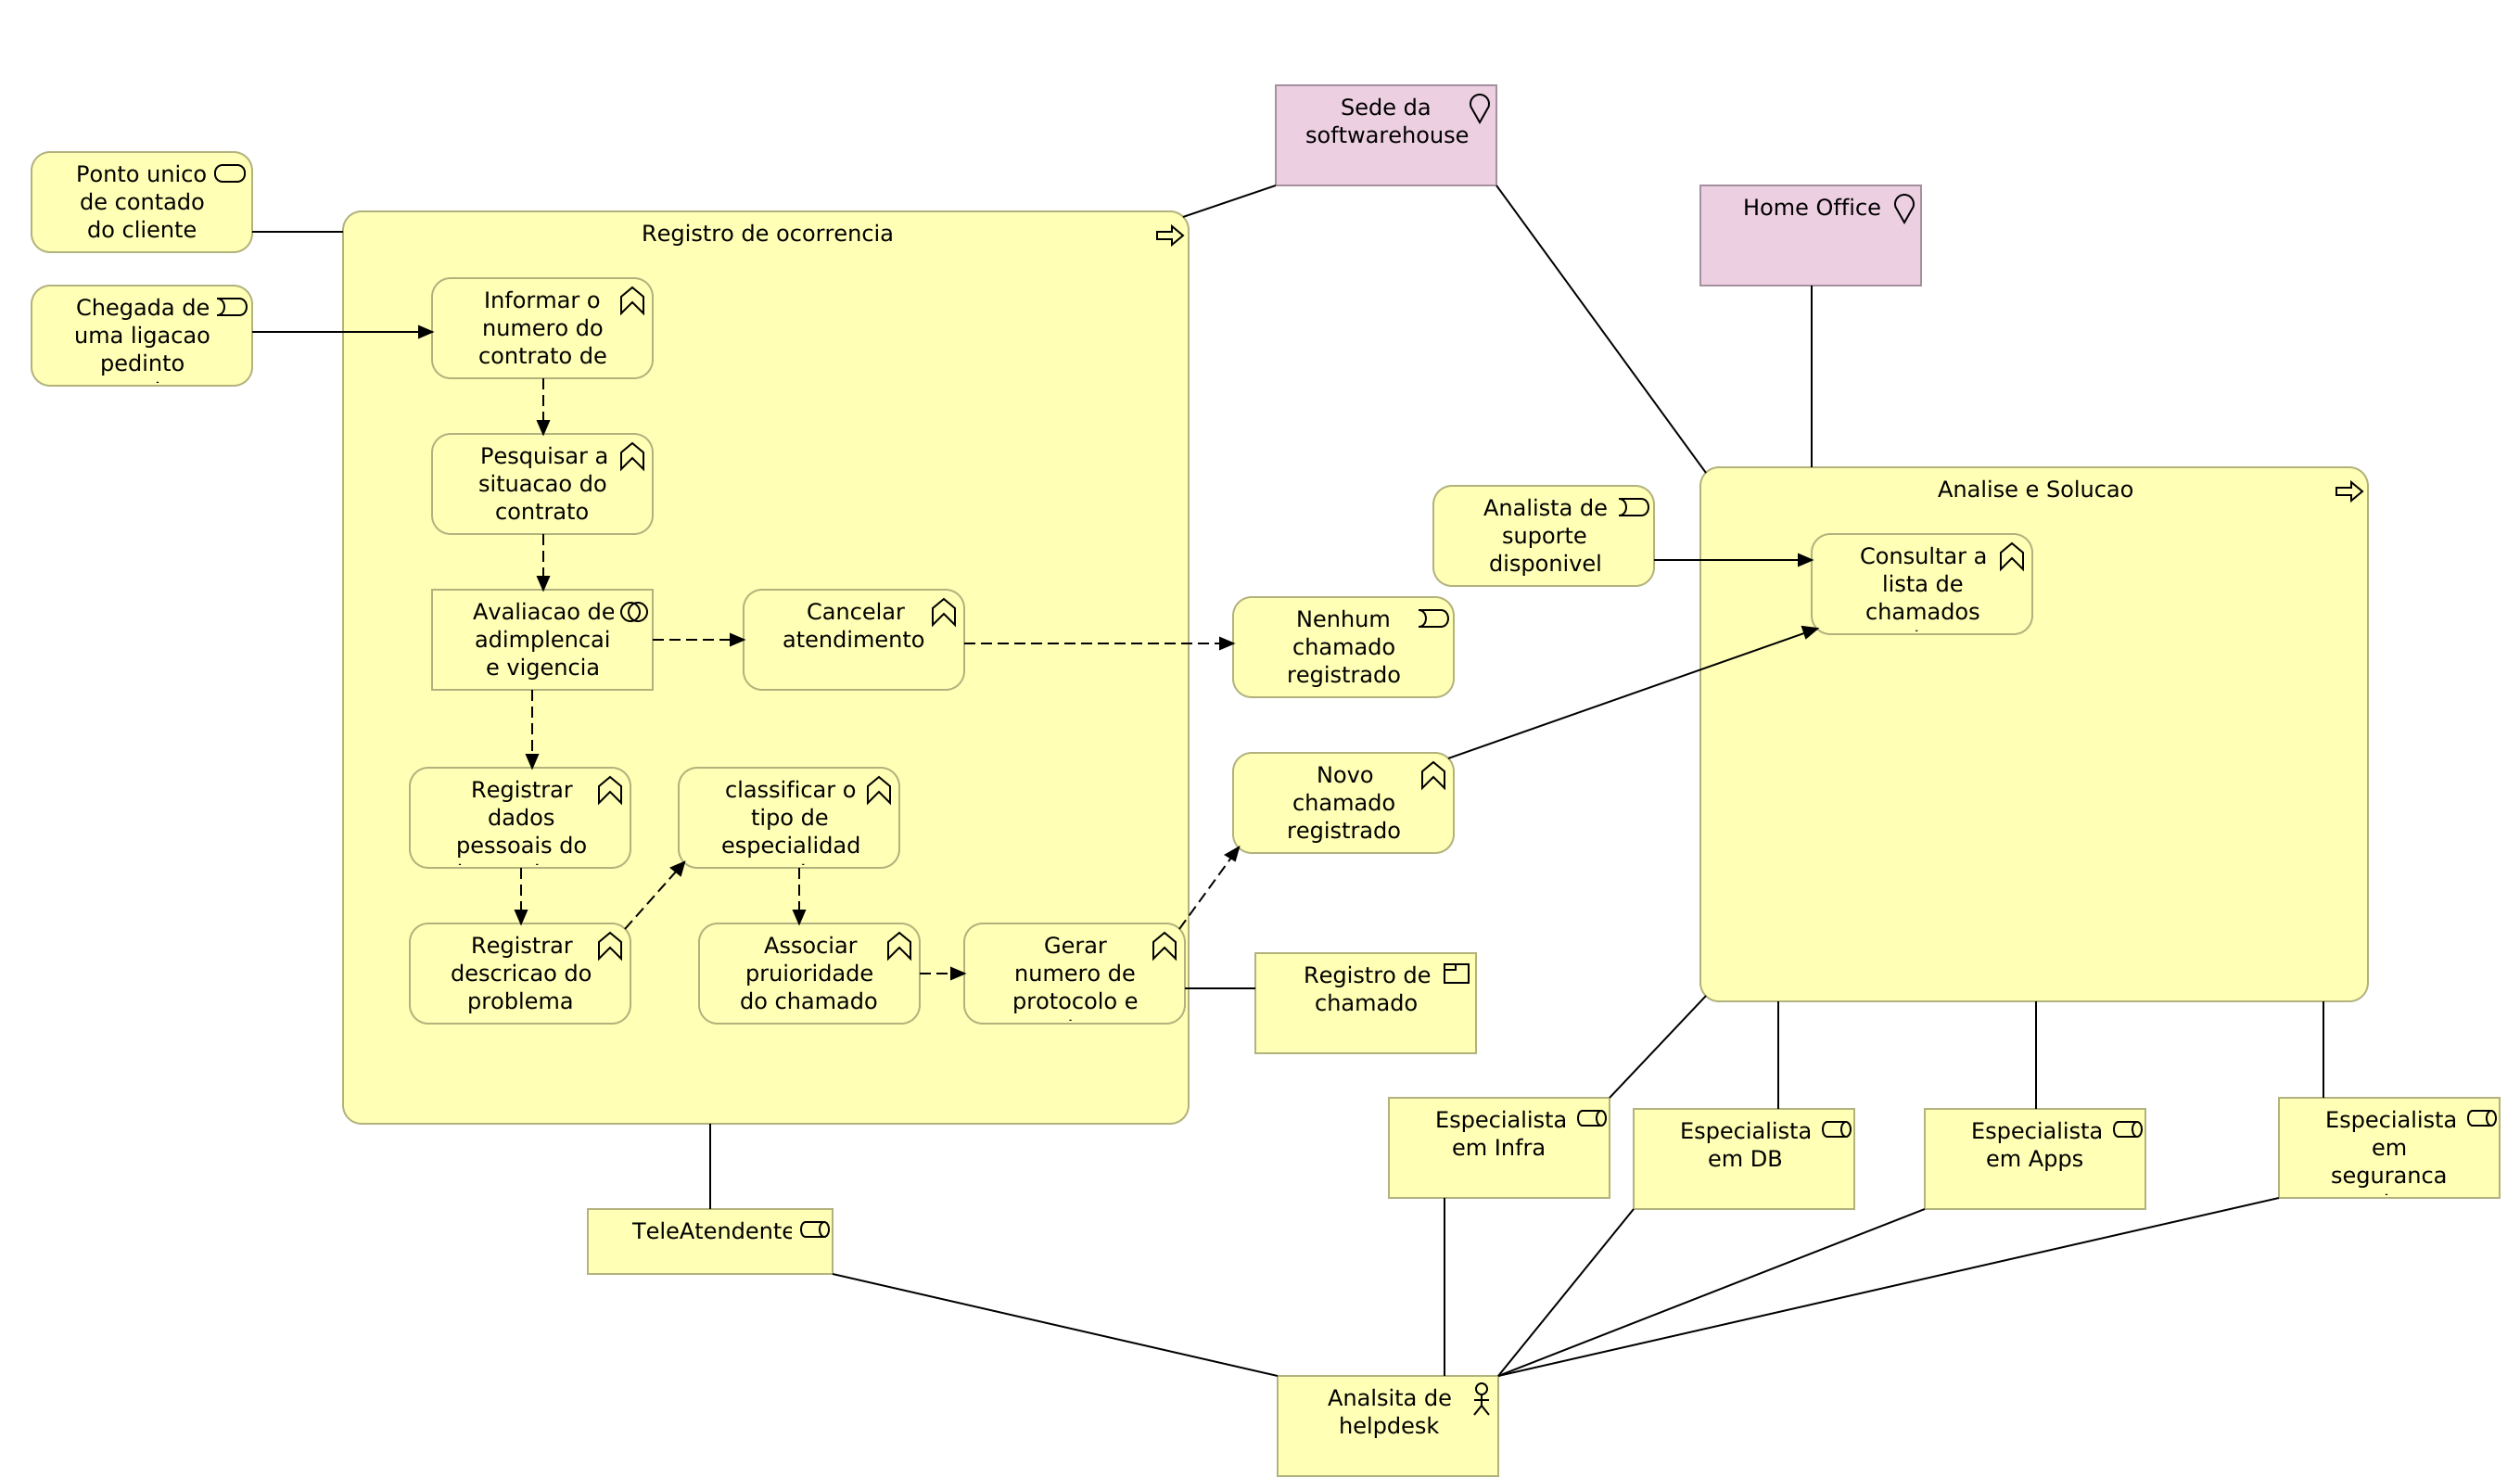 Sede da
softwarehouse
Ponto unico
de contado
do cliente
Home Office
Registro de ocorrencia
Chegada de
uma ligacao
pedinto
Informar o
numero do
contrato de
Pesquisar a
situacao do
contrato
Analise e Solucao
Analista de
suporte
disponivel
Consultar a
lista de
chamados
Avaliacao de
adimplencai
e vigencia
Cancelar
atendimento
Nenhum
chamado
registrado
Registrar
dados
pessoais do
classificar o
tipo de
especialidad
Novo
chamado
registrado
Registrar
descricao do
problema
Associar
pruioridade
do chamado
Gerar
numero de
protocolo e
Registro de
chamado
Especialista
em Infra
Especialista
em DB
Especialista
em Apps
Especialista
em
seguranca
TeleAtendente
Analsita de
helpdesk